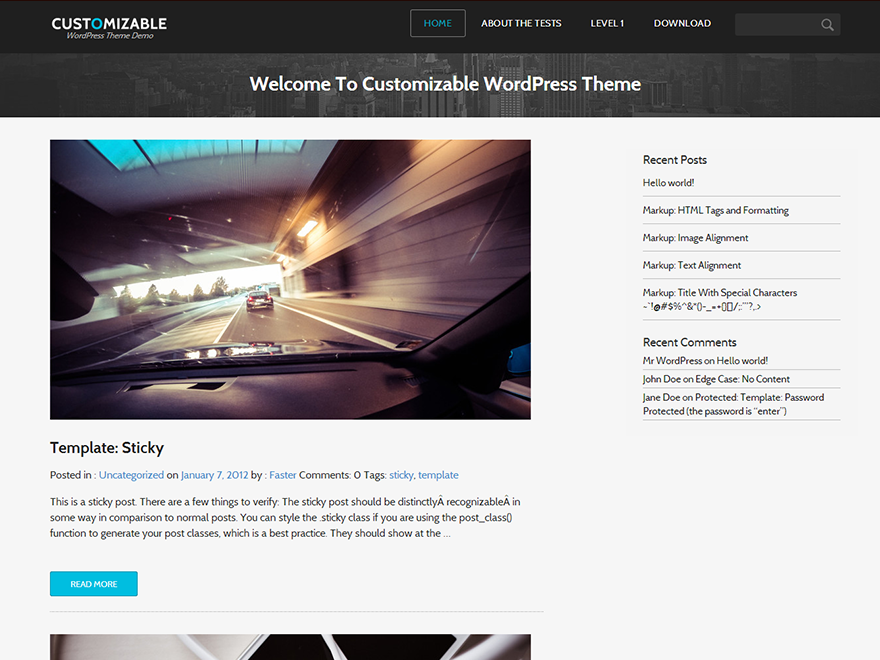 CUSTOMIZABLE
WordPress Theme Demo
HOME
ABOUT THE TESTS
LEVEL 1
DOWNLOAD
Welcome To Customizable WordPress Theme
Template: Sticky
Posted in : Uncategorized on January 7, 2012 by : Faster Comments: 0 Tags: sticky, template
This is a sticky post. There are a few things to verify: The sticky post should be distinctlyÂ recognizableÂ in
some way in comparison to normal posts. You can style the .sticky class if you are using the post_class()
function to generate your post classes, which is a best practice. They should show at the ...
READ MORE
Recent Posts
Hello world!
Markup: HTML Tags and Formatting
Markup: Image Alignment
Markup: Text Alignment
Markup: Title With Special Characters
~`!@#$%^&*()-_=+{}[]/;:'"?,.>
Recent Comments
Mr WordPress on Hello world!
John Doe on Edge Case: No Content
Jane Doe on Protected: Template: Password
Protected (the password is “enter”)